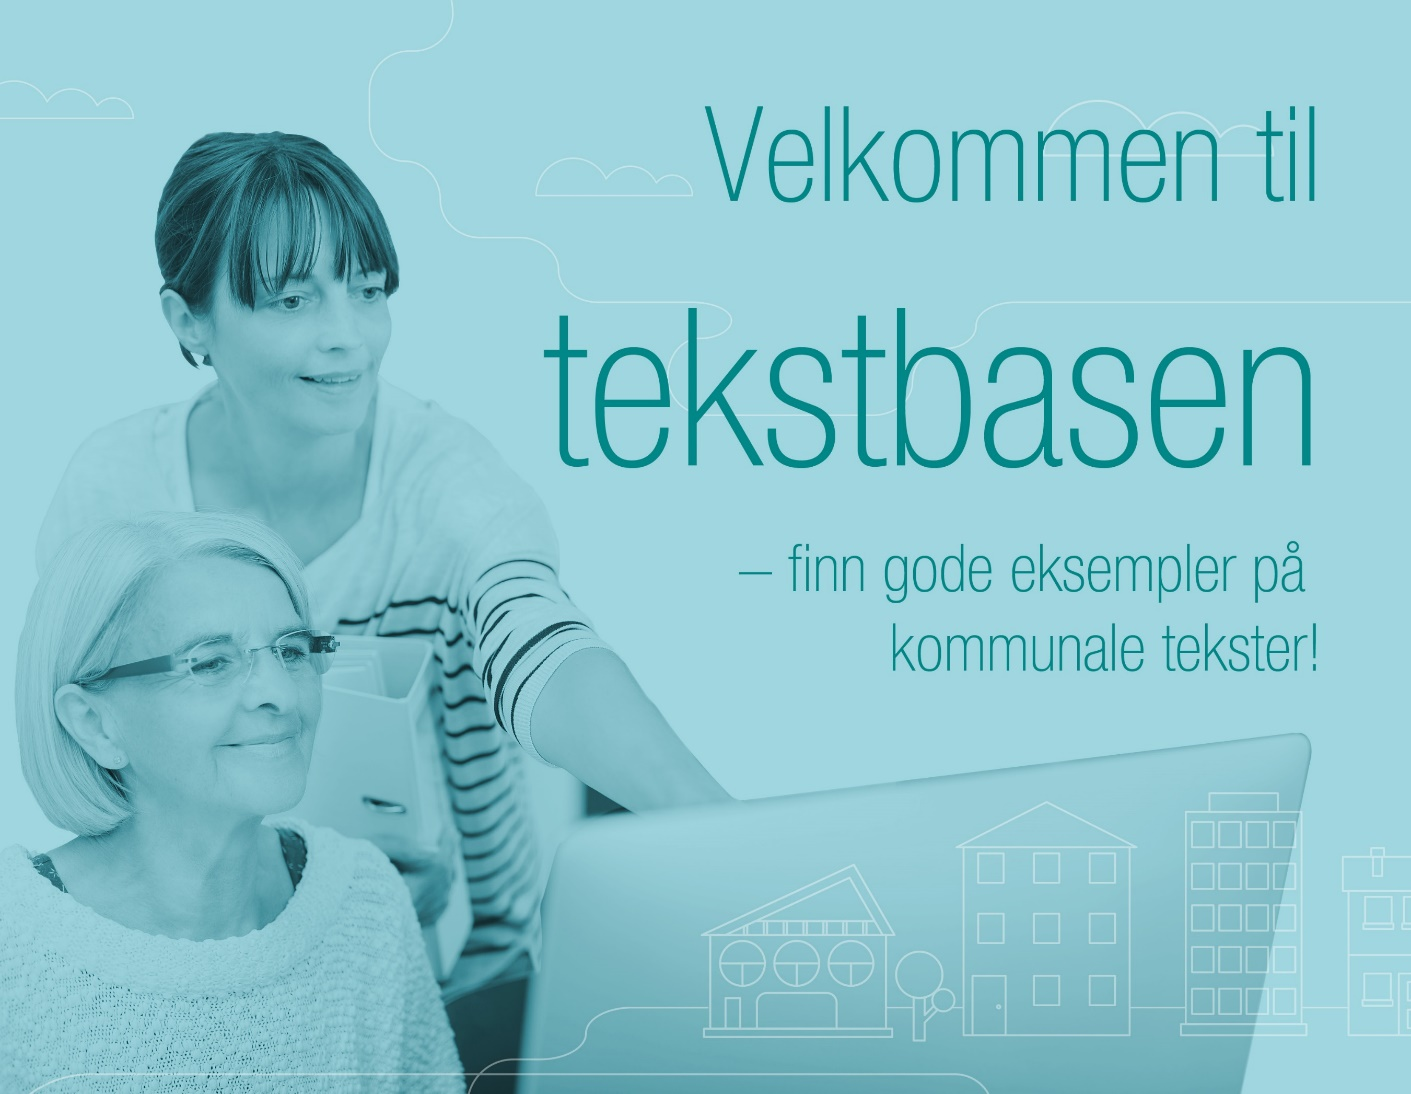 Velkommen til
tekstbasen
– finn gode eksempler på
kommunale tekster!